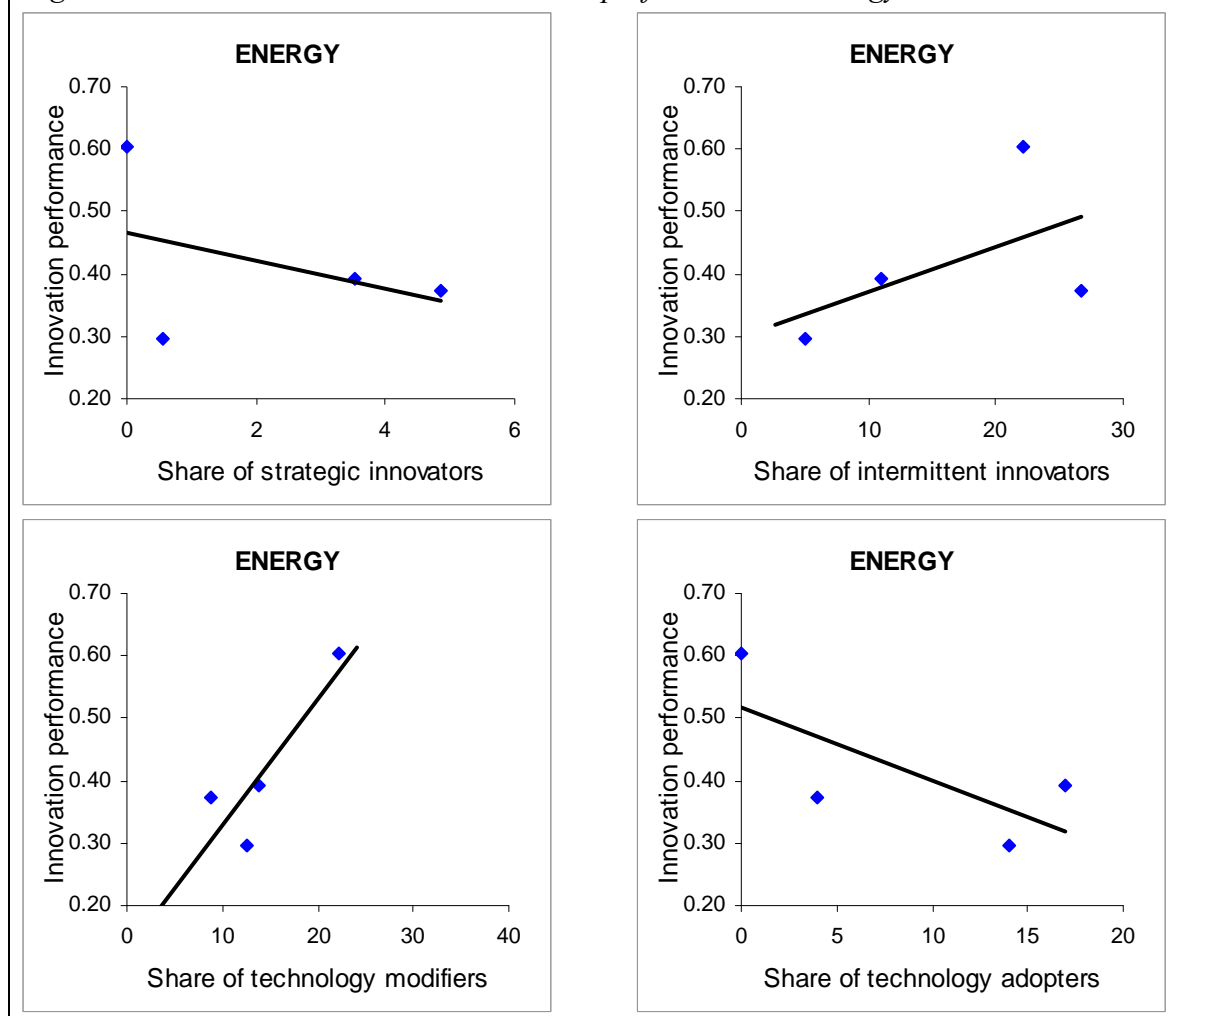 ENERGY
0.70
0.60
0.50
0.40
0.30
0.20
Innovation performance
0 2 4 6
Share of strategic innovators
ENERGY
0.70
0.60
0.50
0.40
0.30
0.20
Innovation performance
0 10 20 30
Share of intermittent innovators
ENERGY
0.70
0.60
0.50
0.40
0.30
0.20
Innovation performance
0 10 20 30 40
Share of technology modifiers
ENERGY
0.70
0.60
0.50
0.40
0.30
0.20
Innovation performance
0 5 10 15 20
Share of technology adopters